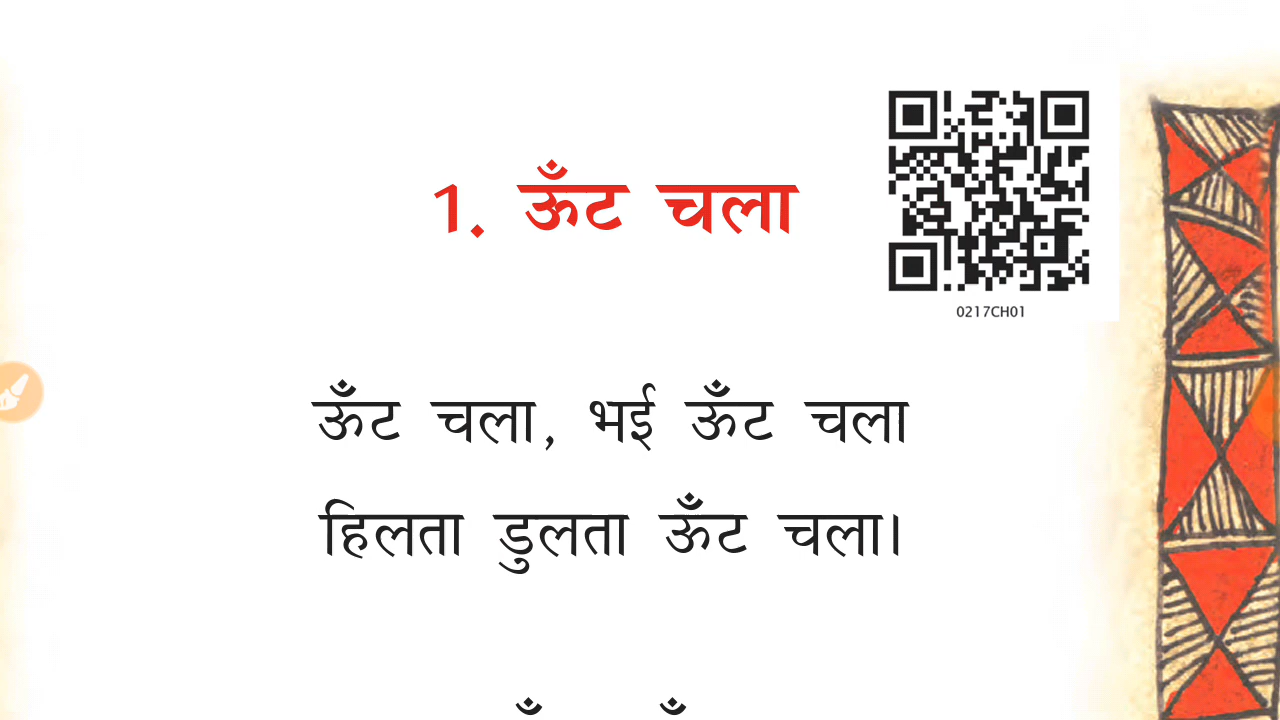 1. ऊँट चला
0217CH01
ऊँट चला, भई ऊँट चला
हिलता डुलता ऊँट चला।